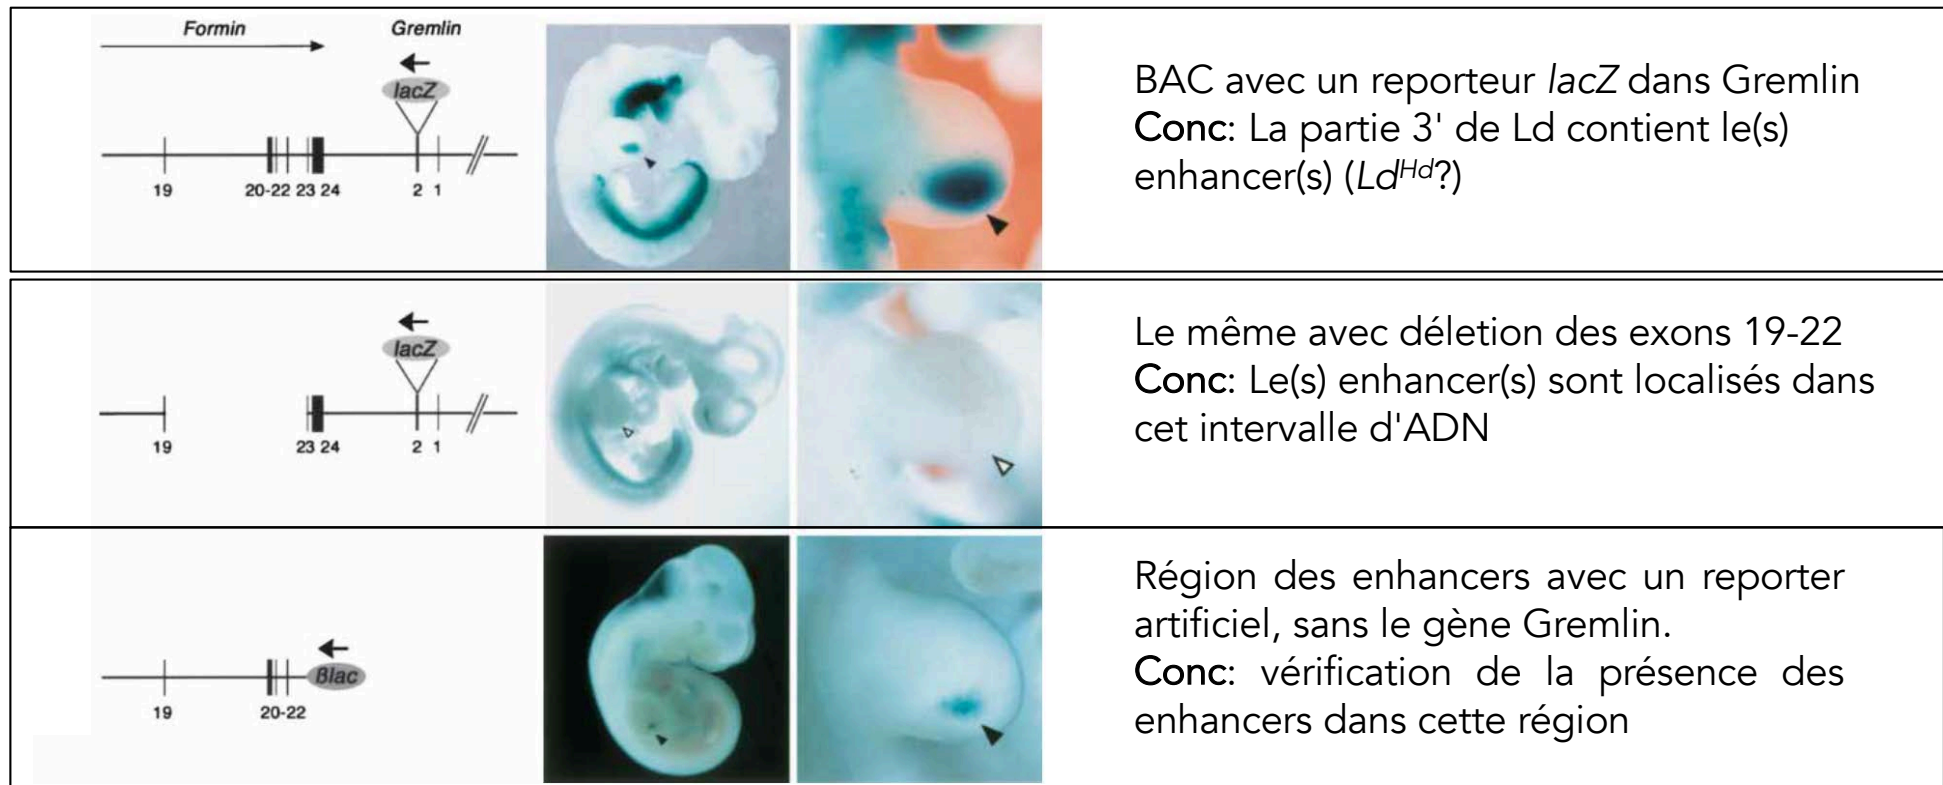 Formin Gremlin
lacZ
19 20-22 23 24 2 1
BAC avec un reporteur lacZ dans Gremlin
Conc: La partie 3' de Ld contient le(s)
enhancer(s) (Ld^Hd?)
lacZ
19 23 24 2 1
Le même avec déletion des exons 19-22
Conc: Le(s) enhancer(s) sont localisés dans
cet intervalle d'ADN
βlac
19 20-22
Région des enhancers avec un reporter
artificiel, sans le gène Gremlin.
Conc: vérification de la présence des
enhancers dans cette région